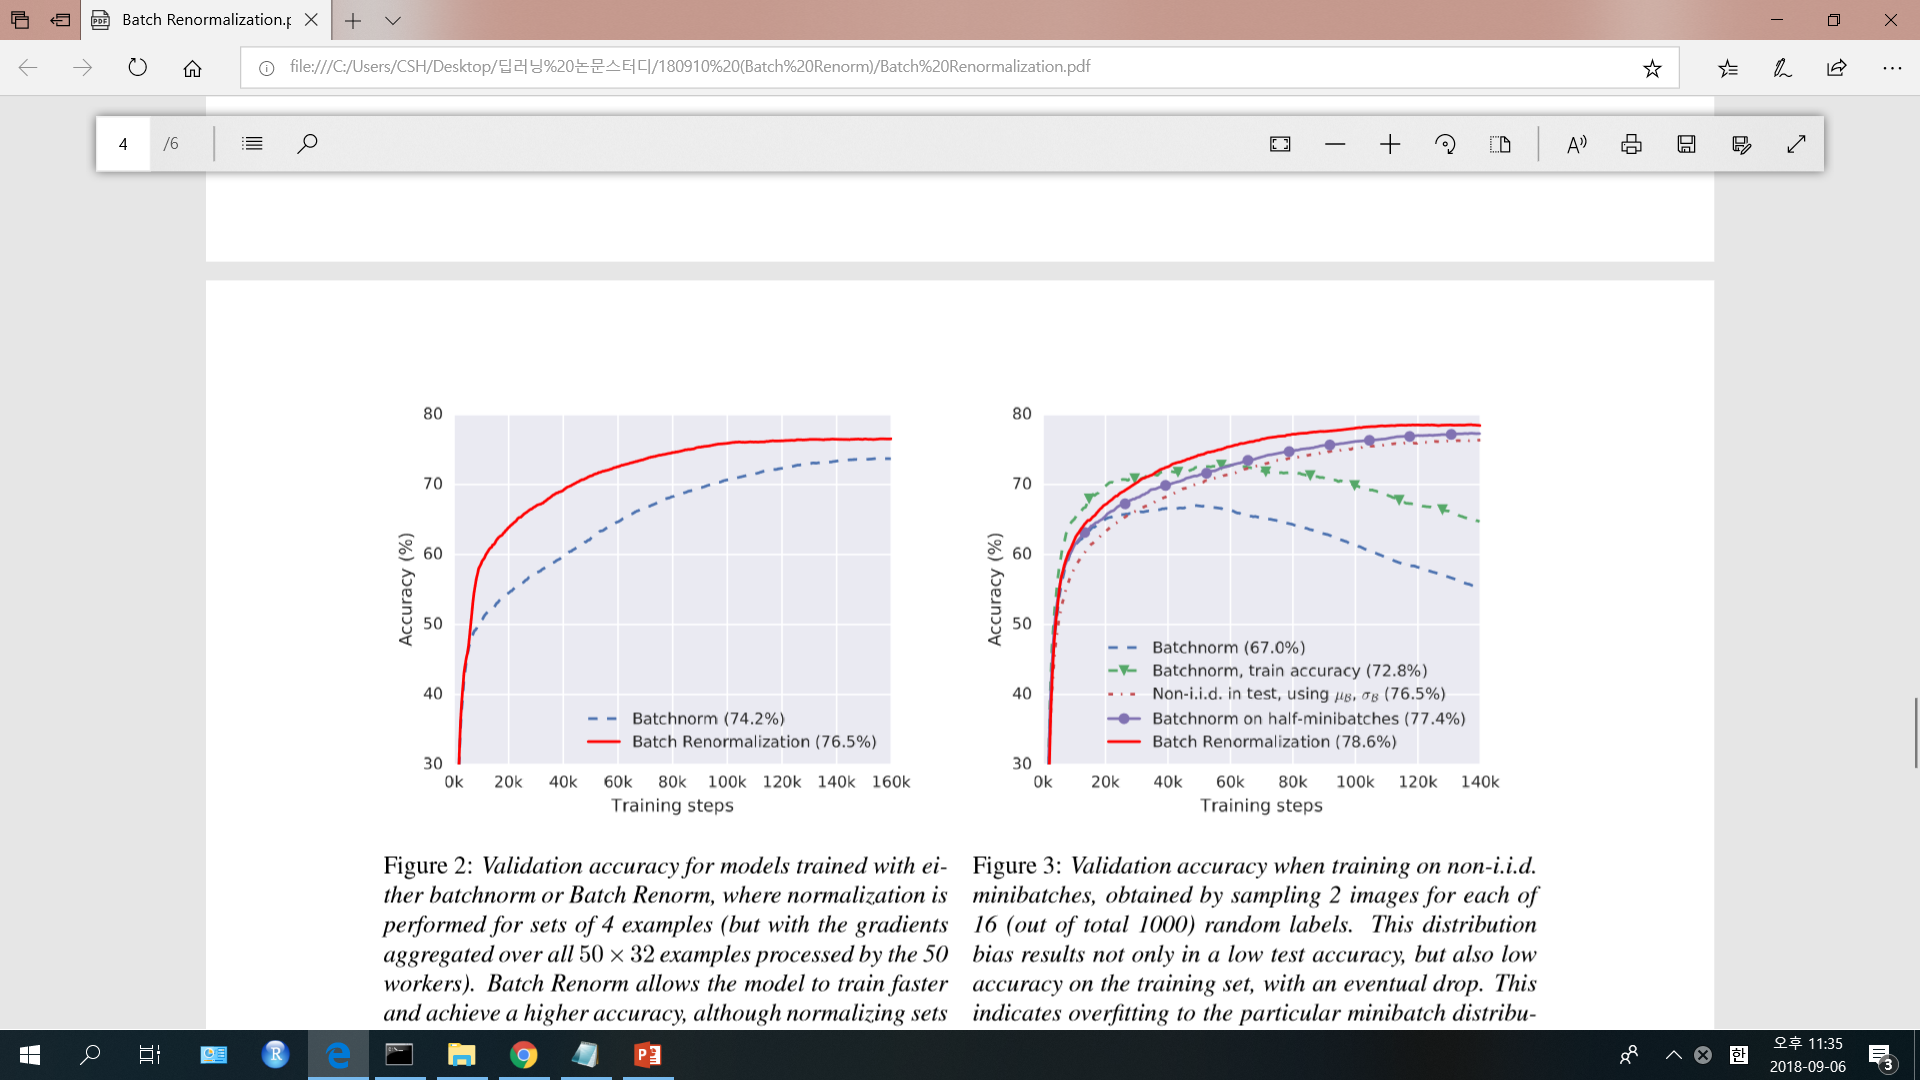 Batch Renormalization.p
file:///C:/Users/CSH/Desktop/딥러닝%20논문스터디/180910%20(Batch%20Renorm)/Batch%20Renormalization.pdf
4 /6
80
70
60
50
40
30
Accuracy (%)
Batchnorm (74.2%)
Batch Renormalization (76.5%)
0k 20k 40k 60k 80k 100k 120k 140k 160k
Training steps
80
70
60
50
40
30
Accuracy (%)
Batchnorm (67.0%)
Batchnorm, train accuracy (72.8%)
Non-i.i.d. in test, using μ_B, σ_B (76.5%)
Batchnorm on half-minibatches (77.4%)
Batch Renormalization (78.6%)
0k 20k 40k 60k 80k 100k 120k 140k
Training steps
Figure 2: Validation accuracy for models trained with ei-
ther batchnorm or Batch Renorm, where normalization is
performed for sets of 4 examples (but with the gradients
aggregated over all 50 × 32 examples processed by the 50
workers). Batch Renorm allows the model to train faster
and achieve a higher accuracy, although normalizing sets
Figure 3: Validation accuracy when training on non-i.i.d.
minibatches, obtained by sampling 2 images for each of
16 (out of total 1000) random labels. This distribution
bias results not only in a low test accuracy, but also low
accuracy on the training set, with an eventual drop. This
indicates overfitting to the particular minibatch distribu-
한
오후 11:35
2018-09-06
3